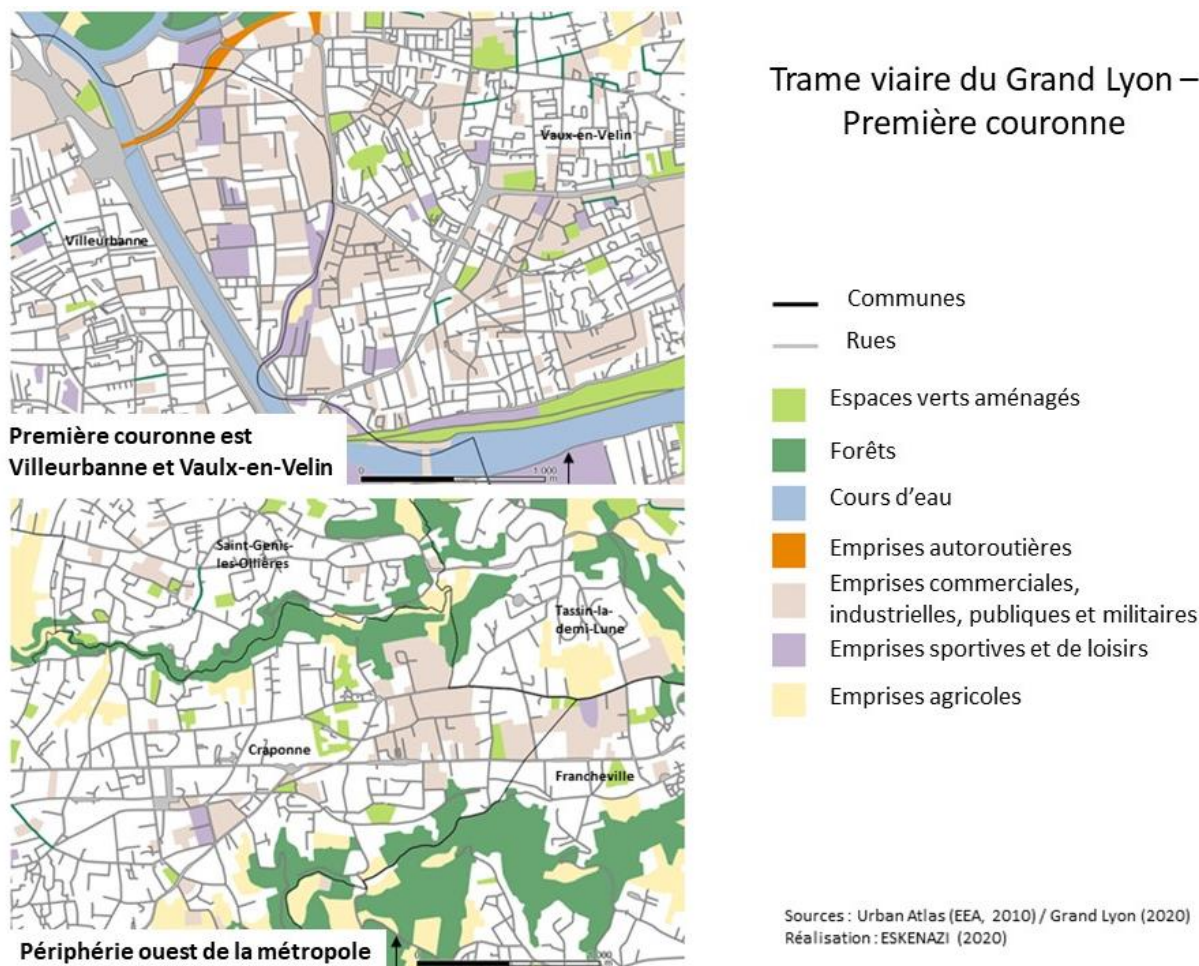 Trame viaire du Grand Lyon –
Première couronne
Vaux-en-Velin
Villeurbanne
Première couronne est
Villeurbanne et Vaulx-en-Velin
0
1 000
m
Communes
Rues
Espaces verts aménagés
Forêts
Cours d’eau
Emprises autoroutières
Emprises commerciales,
industrielles, publiques et militaires
Emprises sportives et de loisirs
Emprises agricoles
Saint-Genis-
les-Ollières
Tassin-la-
demi-Lune
Craponne
Francheville
Périphérie ouest de la métropole
m
Sources : Urban Atlas (EEA, 2010) / Grand Lyon (2020)
Réalisation : ESKENAZI (2020)